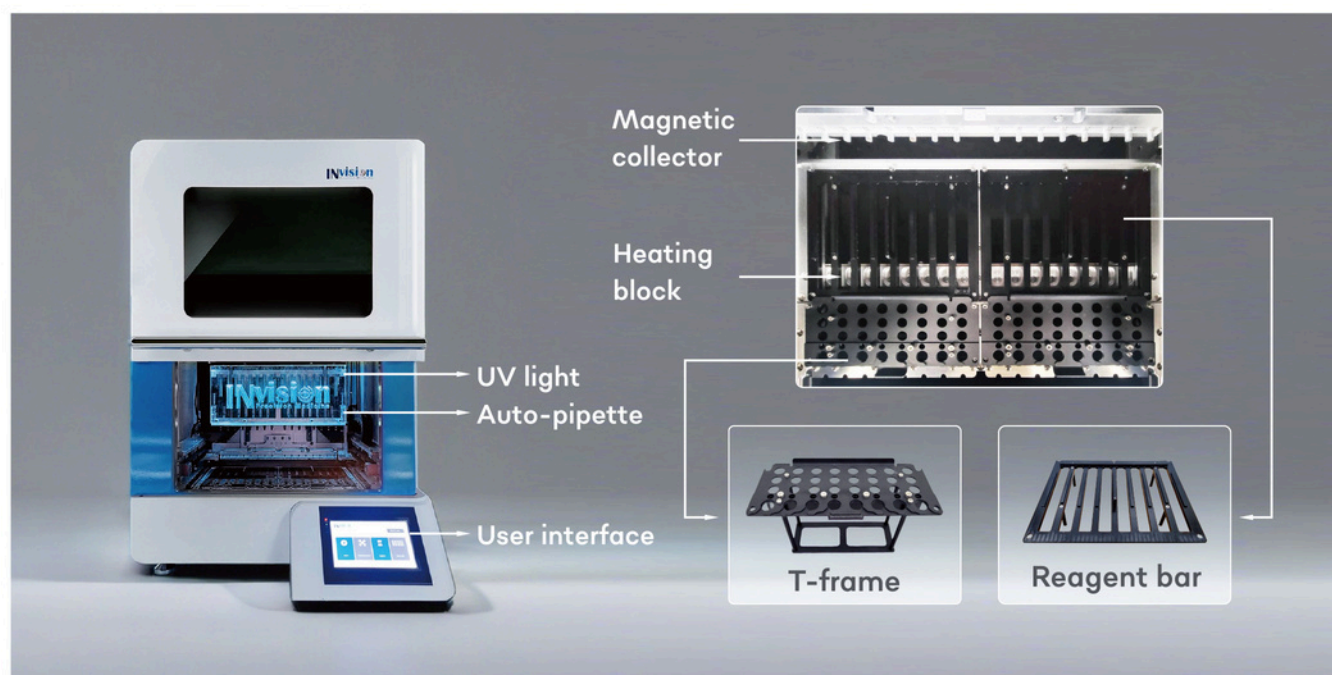 INvision
INvision
UV light
Auto-pipette
User interface
Magnetic
collector
Heating
block
T-frame
Reagent bar